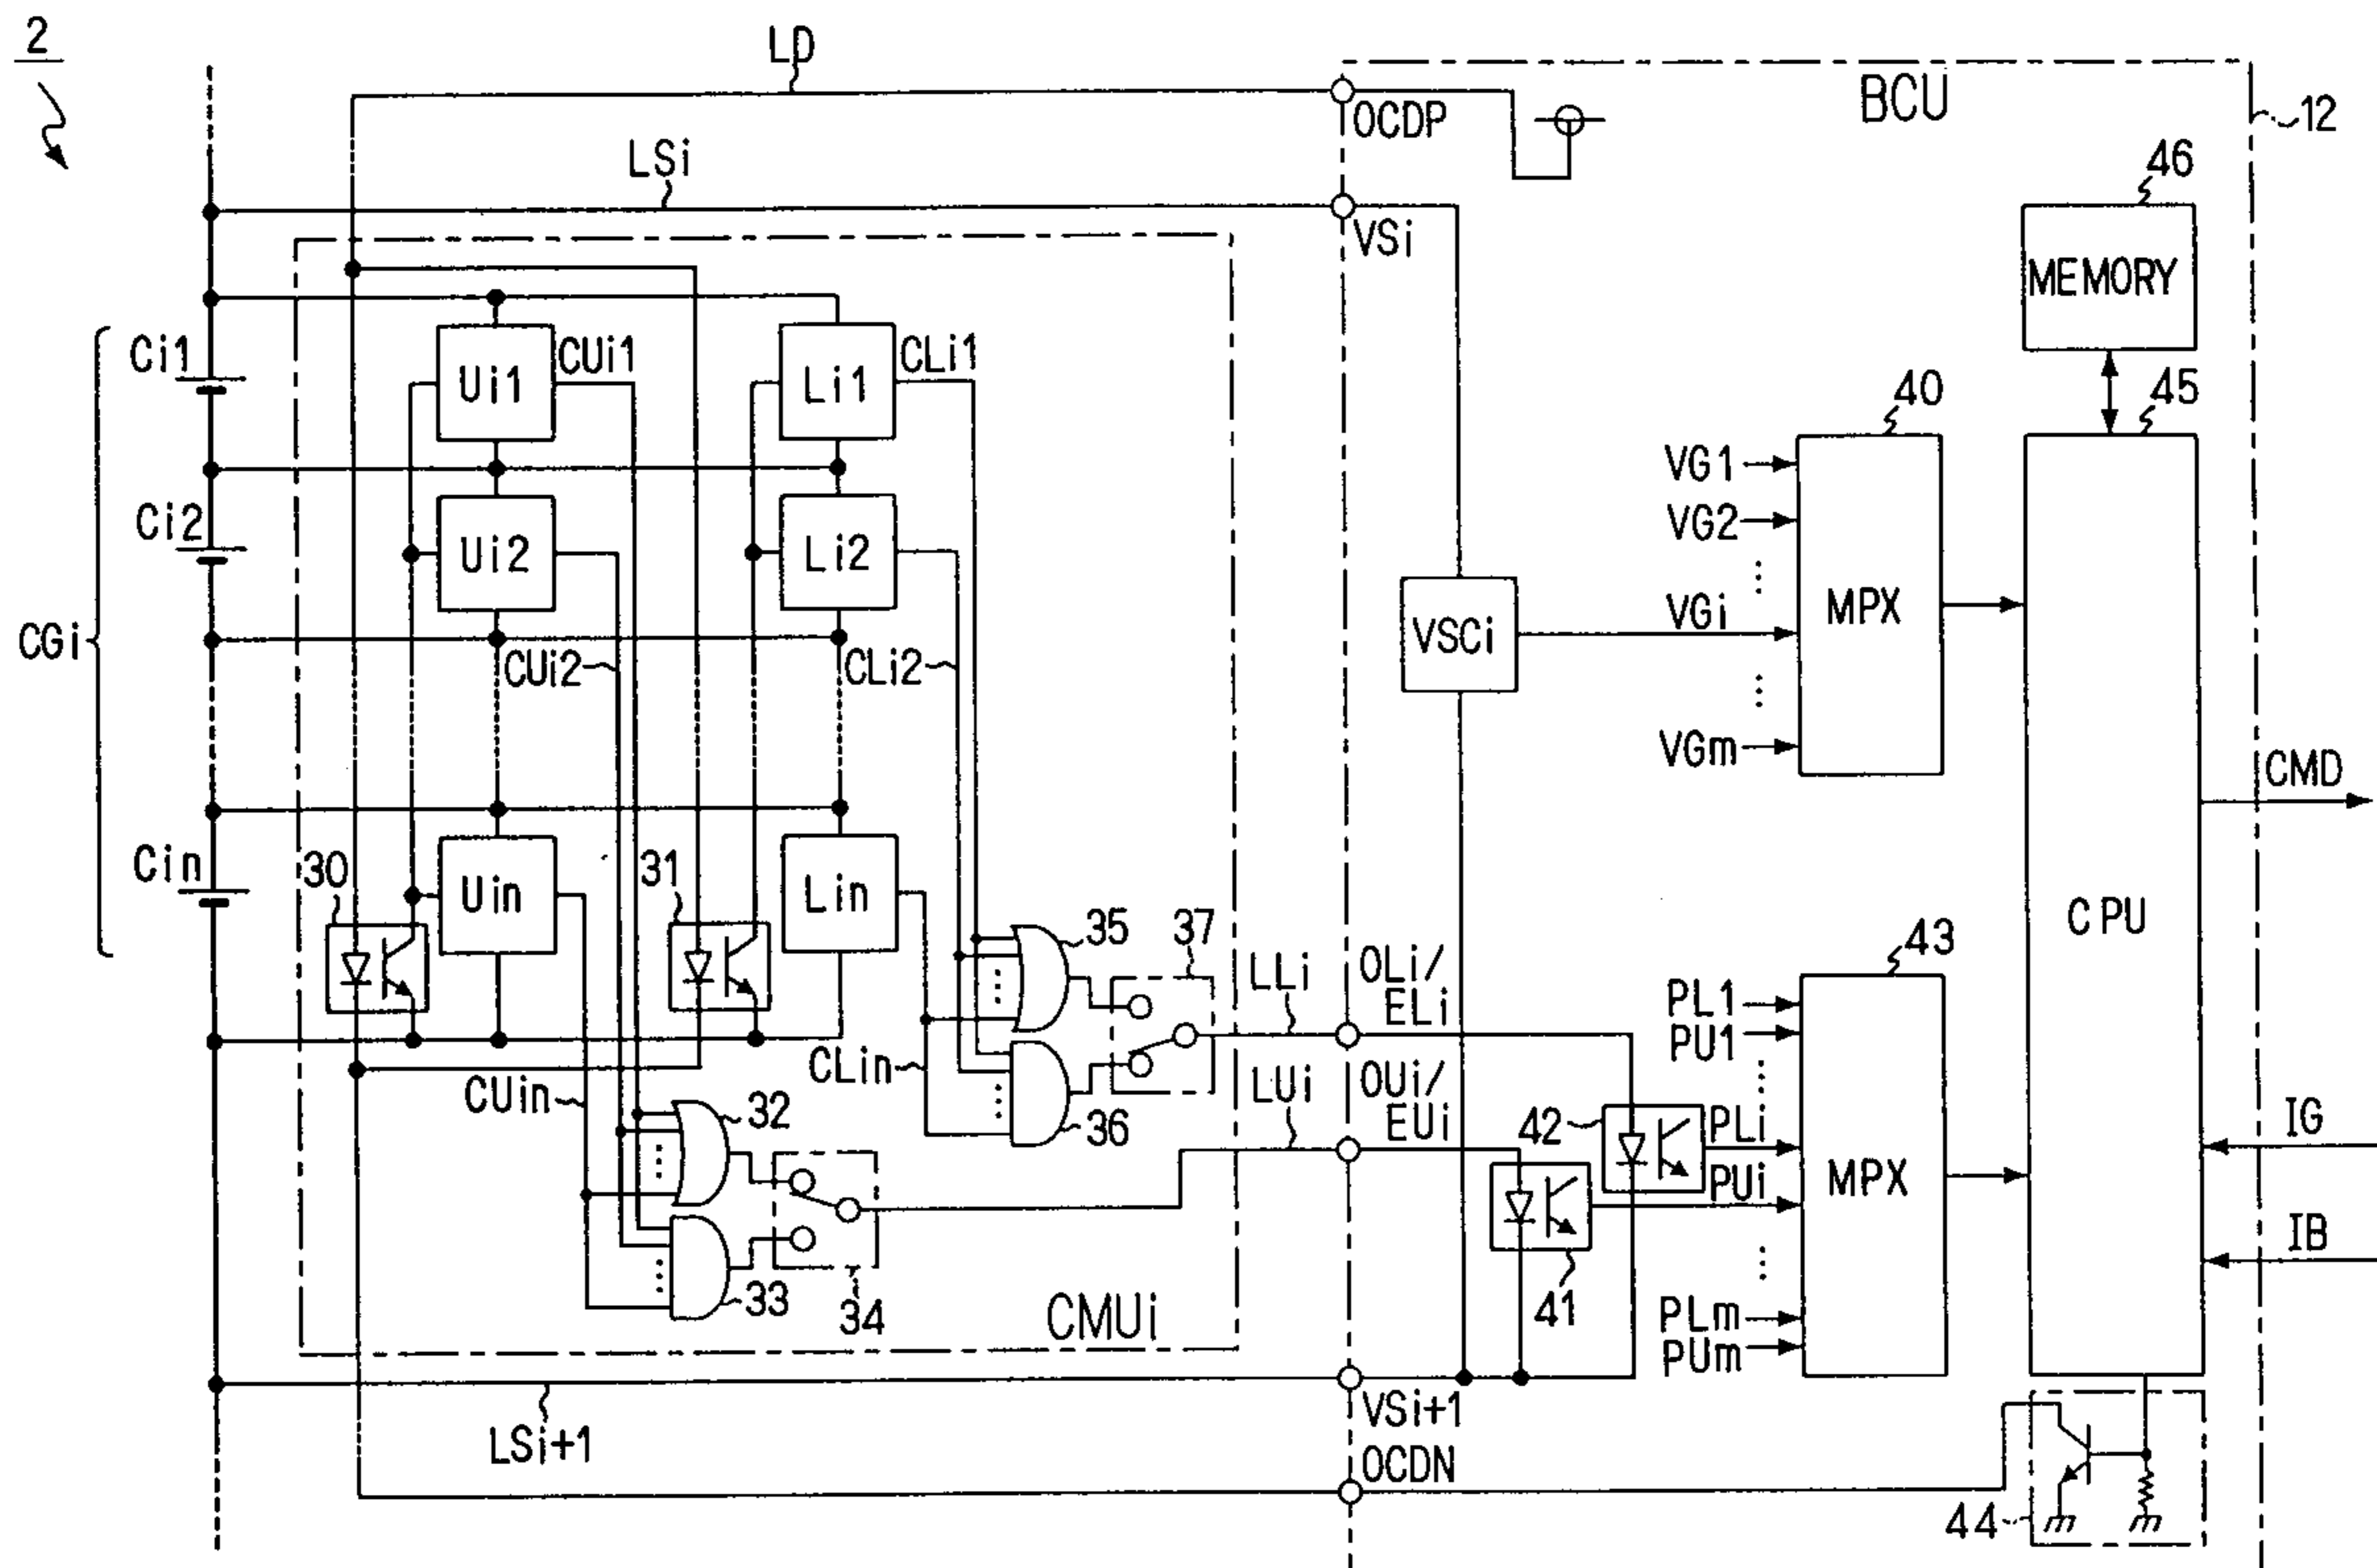 2
LD
BCU
12
OCDP
LSi
VSi
46
MEMORY
45
40
Ci1
Ui1
CUi1
Li1
CLi1
VG1
VG2
Ci2
Ui2
Li2
MPX
VGi
VSCi
CGi
CUi2
CLi2
VGm
CMD
Cin
30
Uin
31
Lin
35
37
43
CPU
LLi
OLi/
ELi
PL1
PU1
CLin
CUin
32
36
LUi
OUi/
EUi
42
PLi
PUi
MPX
IG
IB
33
34
41
CMUi
PLm
PUm
VSi+1
LSi+1
OCDN
44